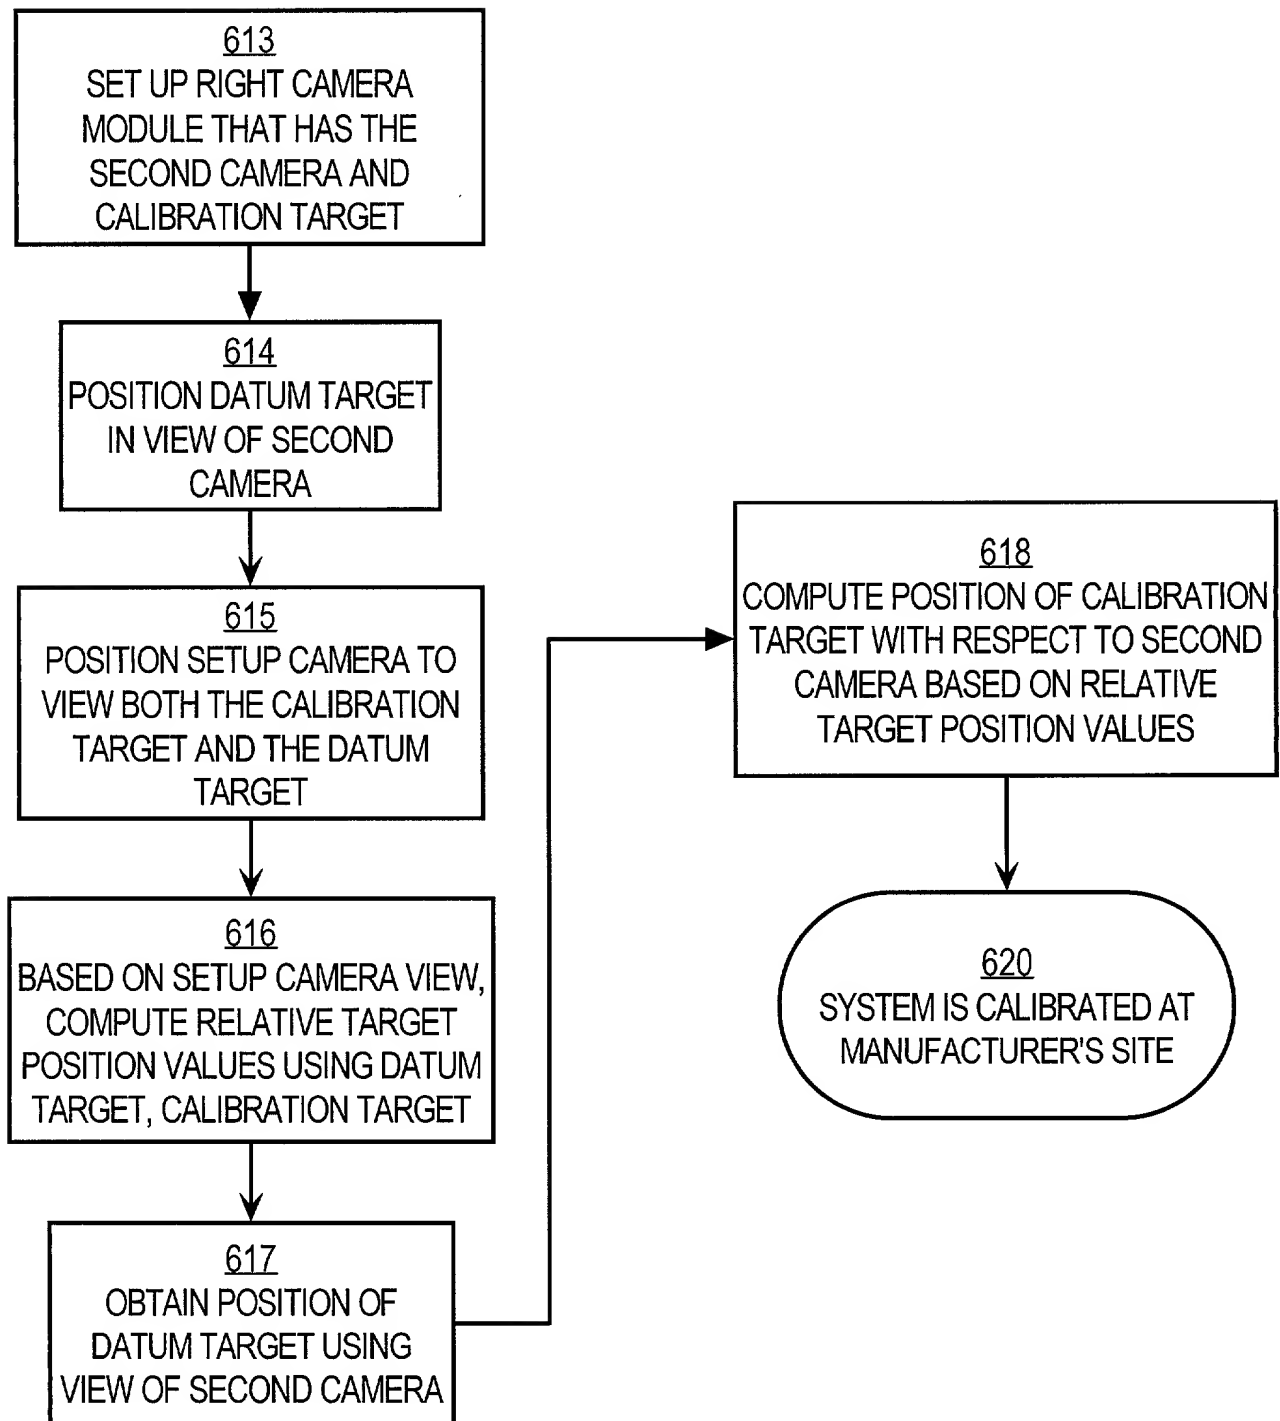 613
SET UP RIGHT CAMERA
MODULE THAT HAS THE
SECOND CAMERA AND
CALIBRATION TARGET
614
POSITION DATUM TARGET
IN VIEW OF SECOND
CAMERA
615
POSITION SETUP CAMERA TO
VIEW BOTH THE CALIBRATION
TARGET AND THE DATUM
TARGET
616
BASED ON SETUP CAMERA VIEW,
COMPUTE RELATIVE TARGET
POSITION VALUES USING DATUM
TARGET, CALIBRATION TARGET
617
OBTAIN POSITION OF
DATUM TARGET USING
VIEW OF SECOND CAMERA
618
COMPUTE POSITION OF CALIBRATION
TARGET WITH RESPECT TO SECOND
CAMERA BASED ON RELATIVE
TARGET POSITION VALUES
620
SYSTEM IS CALIBRATED AT
MANUFACTURER'S SITE